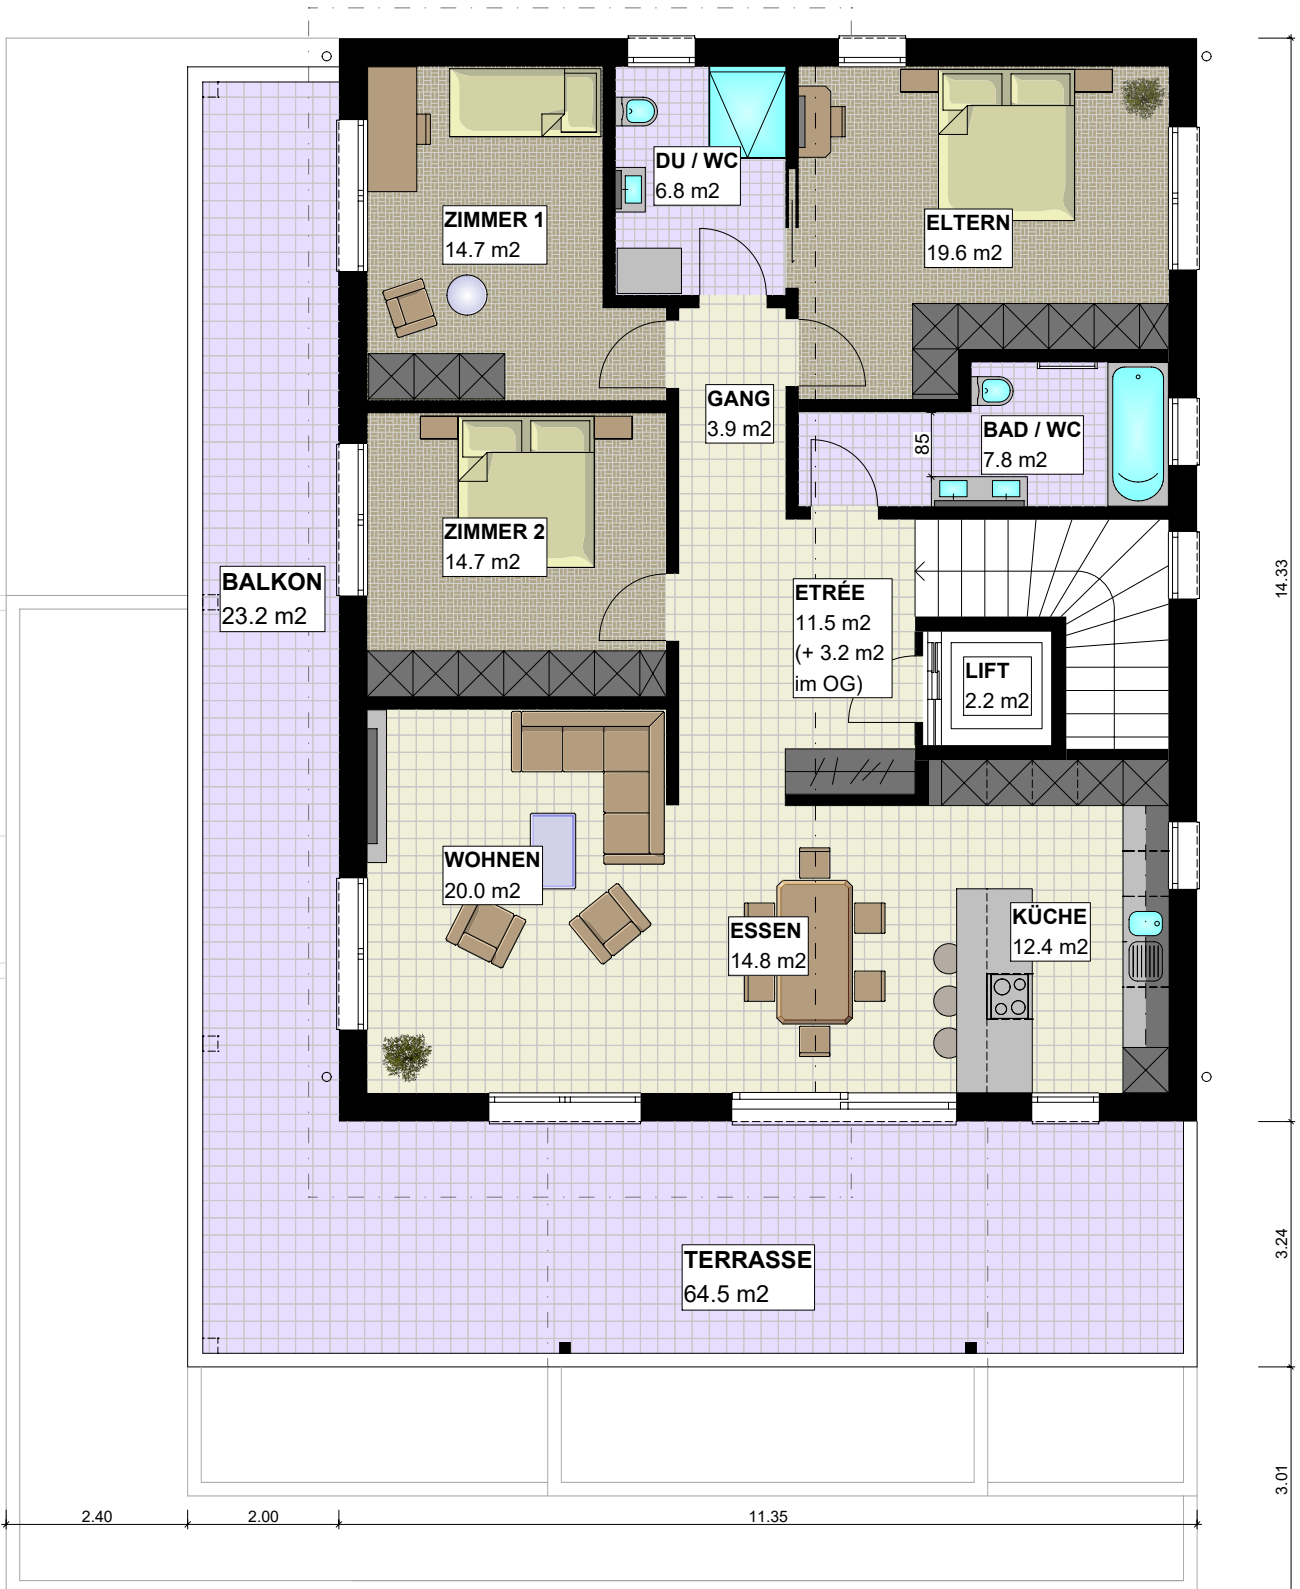 DU / WC
6.8 m2
ZIMMER 1
14.7 m2
ELTERN
19.6 m2
GANG
3.9 m2
BAD / WC
7.8 m2
85
ZIMMER 2
14.7 m2
BALKON
23.2 m2
ETRÉE
11.5 m2
(+ 3.2 m2
im OG)
LIFT
2.2 m2
14.33
WOHNEN
20.0 m2
ESSEN
14.8 m2
KÜCHE
12.4 m2
TERRASSE
64.5 m2
3.24
3.01
2.40
2.00
11.35